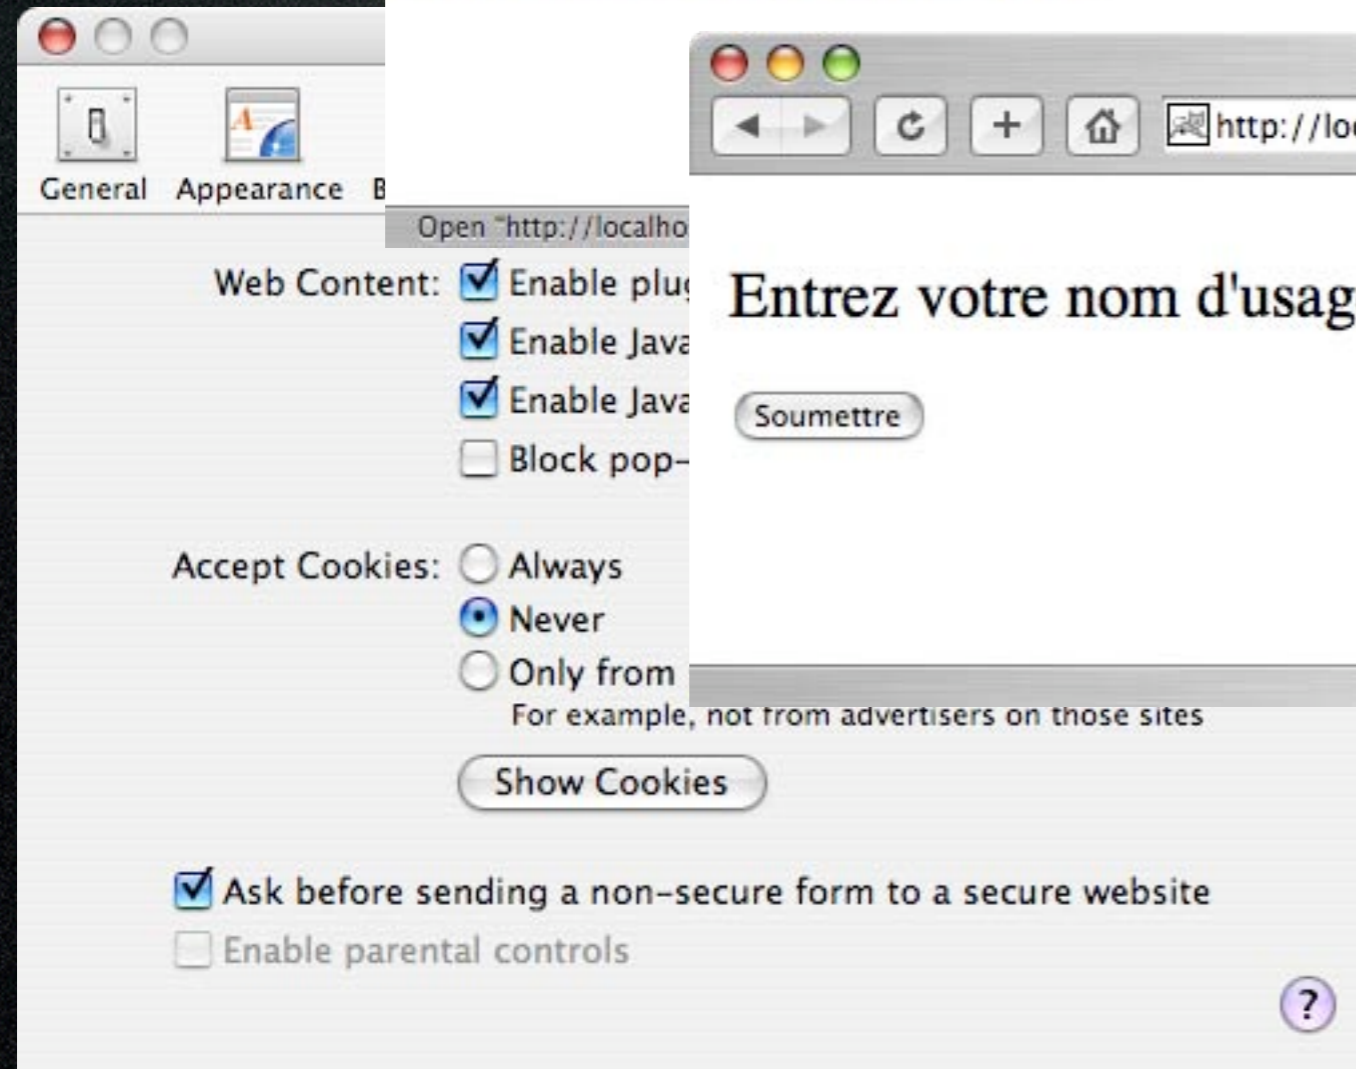 General Appearance
Open "http://localho
Web Content: Enable plug
Enable Java
Enable Java
Block pop-
Accept Cookies: Always
Never
Only from
For example, not from advertisers on those sites
Show Cookies
Ask before sending a non-secure form to a secure website
Enable parental controls
?
http://loc
Entrez votre nom d'usag
Soumettre